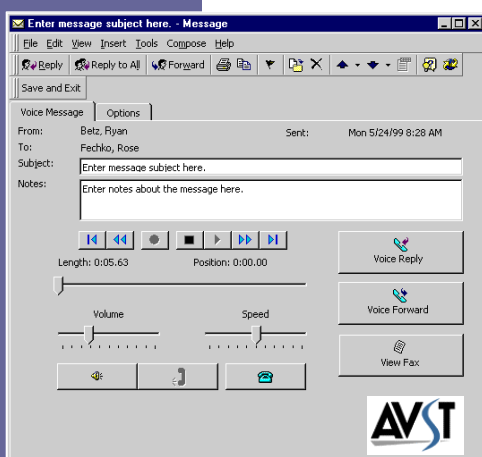 Enter message subject here. - Message
File Edit View Insert Tools Compose Help
Reply Reply to All Forward
Save and Exit
Voice Message Options
From: Betz, Ryan Sent: Mon 5/24/99 8:28 AM
To: Fechko, Rose
Subject: Enter message subject here.
Notes: Enter notes about the message here.
Length: 0:05.63 Position: 0:00.00
Voice Reply
Volume Speed
Voice Forward
View Fax
AVST